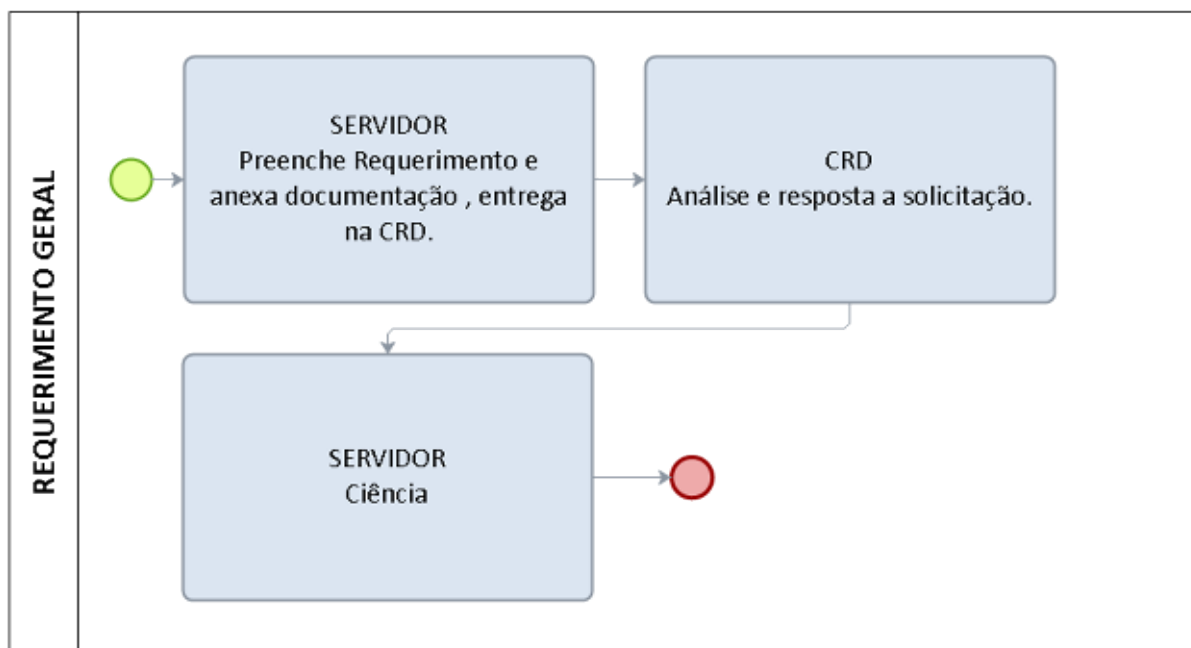 REQUERIMENTO GERAL
SERVIDOR
Preenche Requerimento e
anexa documentação , entrega
na CRD.
CRD
Análise e resposta a solicitação.
SERVIDOR
Ciência